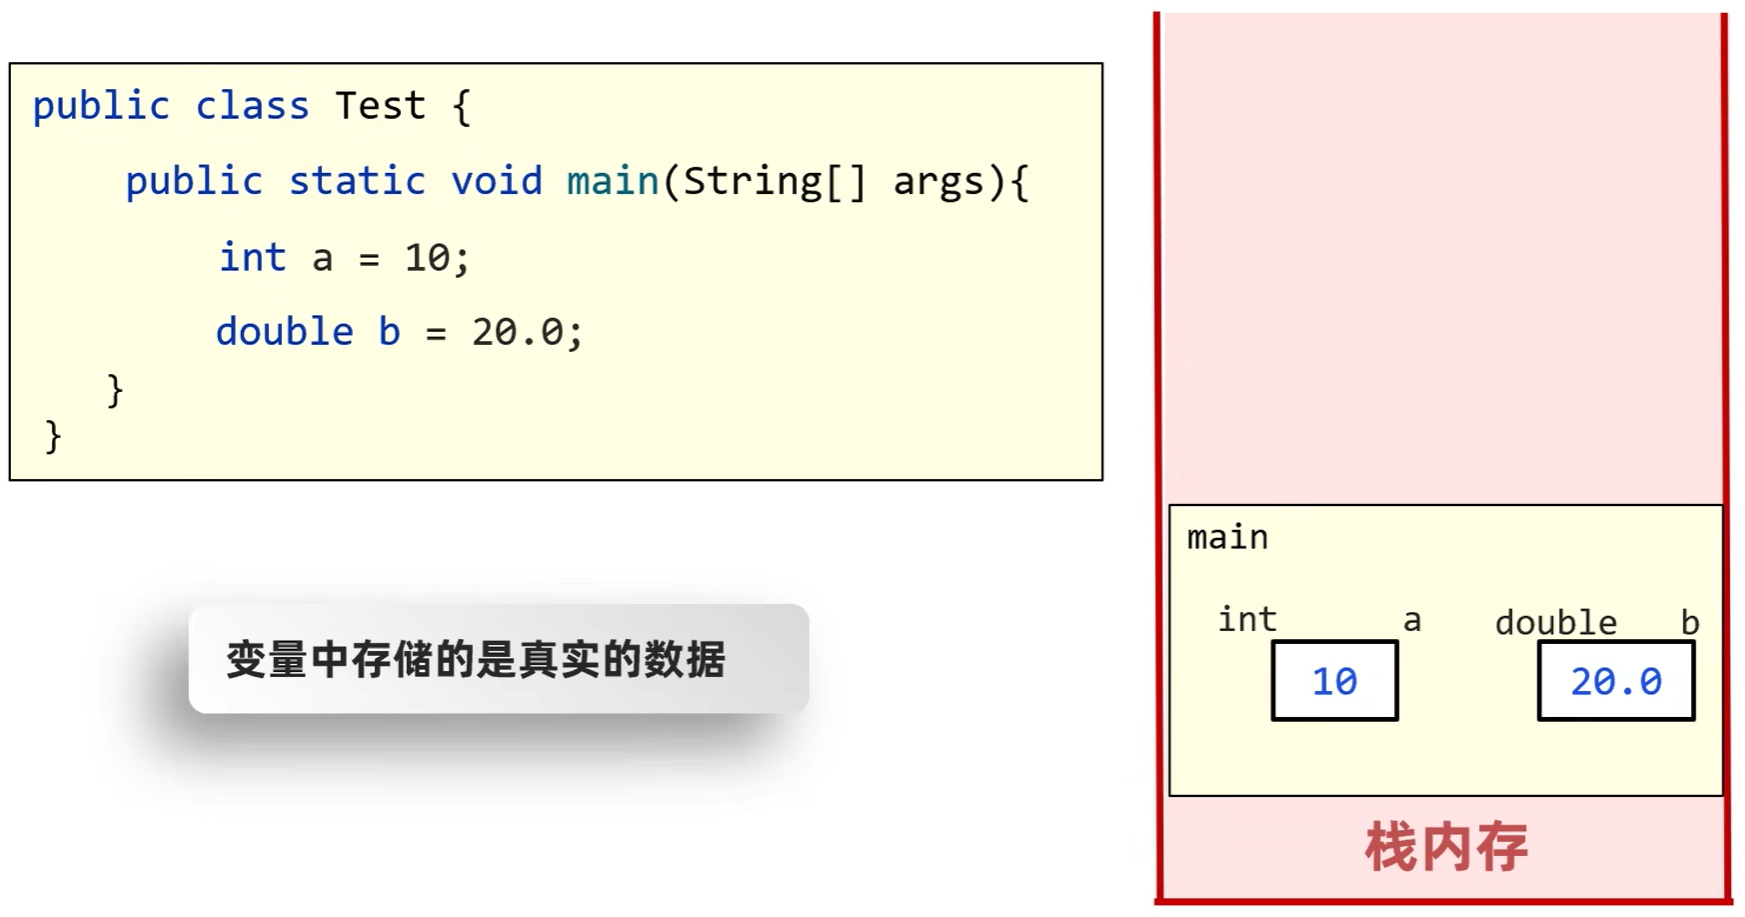 public class Test {
public static void main(String[] args){
int a = 10;
double b = 20.0;
}
}
变量中存储的是真实的数据
main
int a double b
10 20.0
栈内存